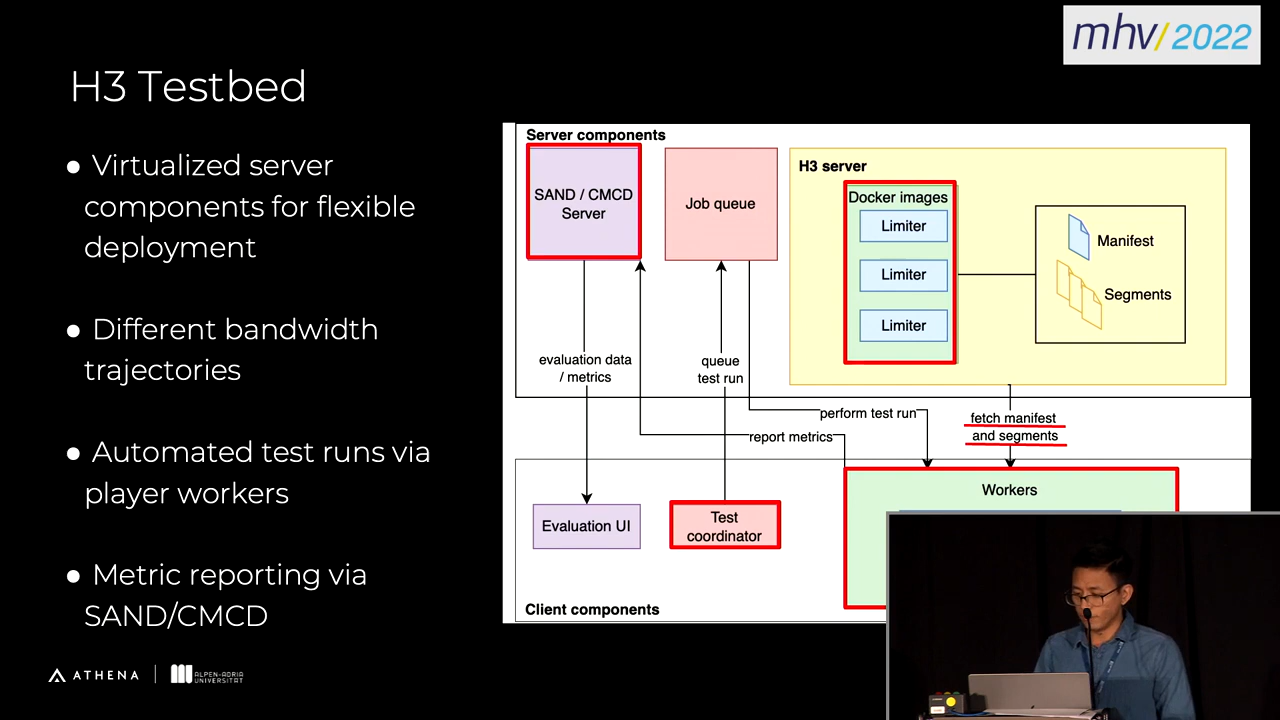 mhv/2022
H3 Testbed
● Virtualized server
components for flexible
deployment
● Different bandwidth
trajectories
● Automated test runs via
player workers
● Metric reporting via
SAND/CMCD
ATHENA
ALPEN-ADRIA
UNIVERSITÄT
Server components
SAND / CMCD
Server
Job queue
H3 server
Docker images
Limiter
Limiter
Limiter
Manifest
Segments
evaluation data
/ metrics
queue
test run
perform test run
report metrics
fetch manifest
and segments
Workers
Evaluation UI
Test
coordinator
Client components